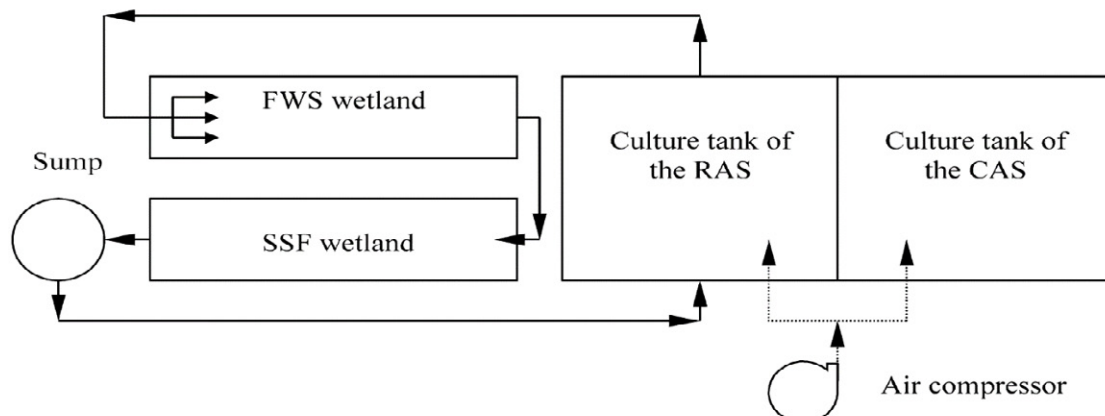 FWS wetland
Culture tank of
the RAS
Culture tank of
the CAS
Sump
SSF wetland
Air compressor